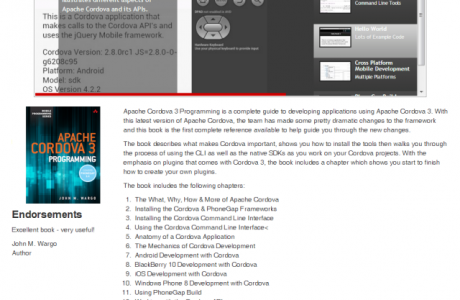 Apache Cordova and its APIs.
This is a Cordova application that
makes calls to the Cordova API's and
uses the jQuery Mobile framework.
Cordova Version: 2.8.0rc1 JS=2.8.0-0-
g6208c95
Platform: Android
Model: sdk
OS Version 4.2.2
Command Line Tools
Hello World
Lots of Example Code
Cross Platform
Mobile Development
Multiple Platforms
APACHE
CORDOVA 3
PROGRAMMING
JOHN M. WARGO
Endorsements
Excellent book - very useful!
John M. Wargo
Author
Apache Cordova 3 Programming is a complete guide to developing applications using Apache Cordova 3. With
this latest version of Apache Cordova, the team has made some pretty dramatic changes to the framework
and this book is the first complete reference available to help guide you through the new changes.
The book describes what makes Cordova important, shows you how to install the tools then walks you through
the process of using the CLI as well as the native SDKs as you work on your Cordova projects. With the
emphasis on plugins that comes with Cordova 3, the book includes a chapter which shows you start to finish
how to create your own plugins.
The book includes the following chapters:
1. The What, Why, How & More of Apache Cordova
2. Installing the Cordova & PhoneGap Frameworks
3. Installing the Cordova Command Line Interface
4. Using the Cordova Command Line Interface<
5. Anatomy of a Cordova Application
6. The Mechanics of Cordova Development
7. Android Development with Cordova
8. BlackBerry 10 Development with Cordova
9. iOS Development with Cordova
10. Windows Phone 8 Development with Cordova
11. Using PhoneGap Build